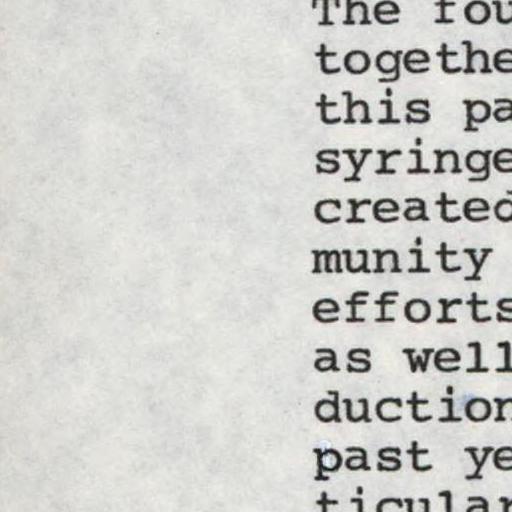 The fou
togethe
this pa
syringe
created
munity
efforts
as well
duction
past ye
ticular